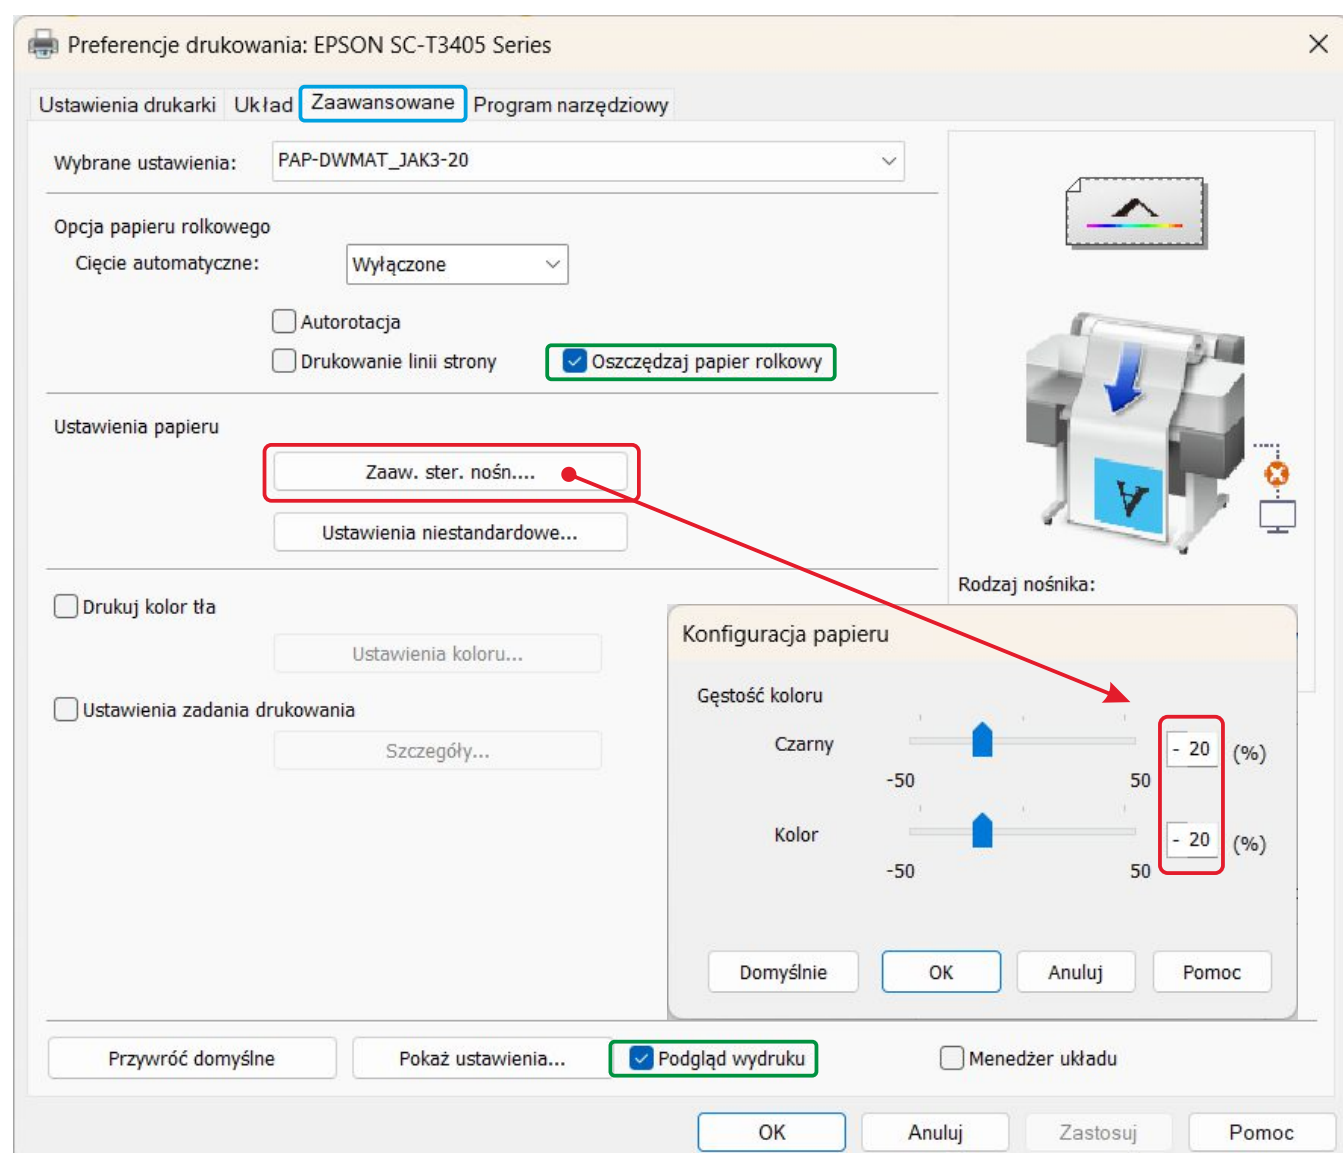 Preferencje drukowania: EPSON SC-T3405 Series
Ustawienia drukarki Układ Zaawansowane Program narzędziowy
Wybrane ustawienia: PAP-DWMAT_JAK3-20
Opcja papieru rolkowego
Cięcie automatyczne: Wyłączone
Autorotacja
Drukowanie linii strony Oszczędzaj papier rolkowy
Ustawienia papieru
Zaaw. ster. nośn....
Ustawienia niestandardowe...
Rodzaj nośnika:
Drukuj kolor tła
Ustawienia koloru...
Ustawienia zadania drukowania
Szczegóły...
Konfiguracja papieru
Gęstość koloru
Czarny - 20 (%)
-50 50
Kolor - 20 (%)
-50 50
Domyślnie OK Anuluj Pomoc
Przywróć domyślne Pokaż ustawienia... Podgląd wydruku Menedżer układu
OK Anuluj Zastosuj Pomoc